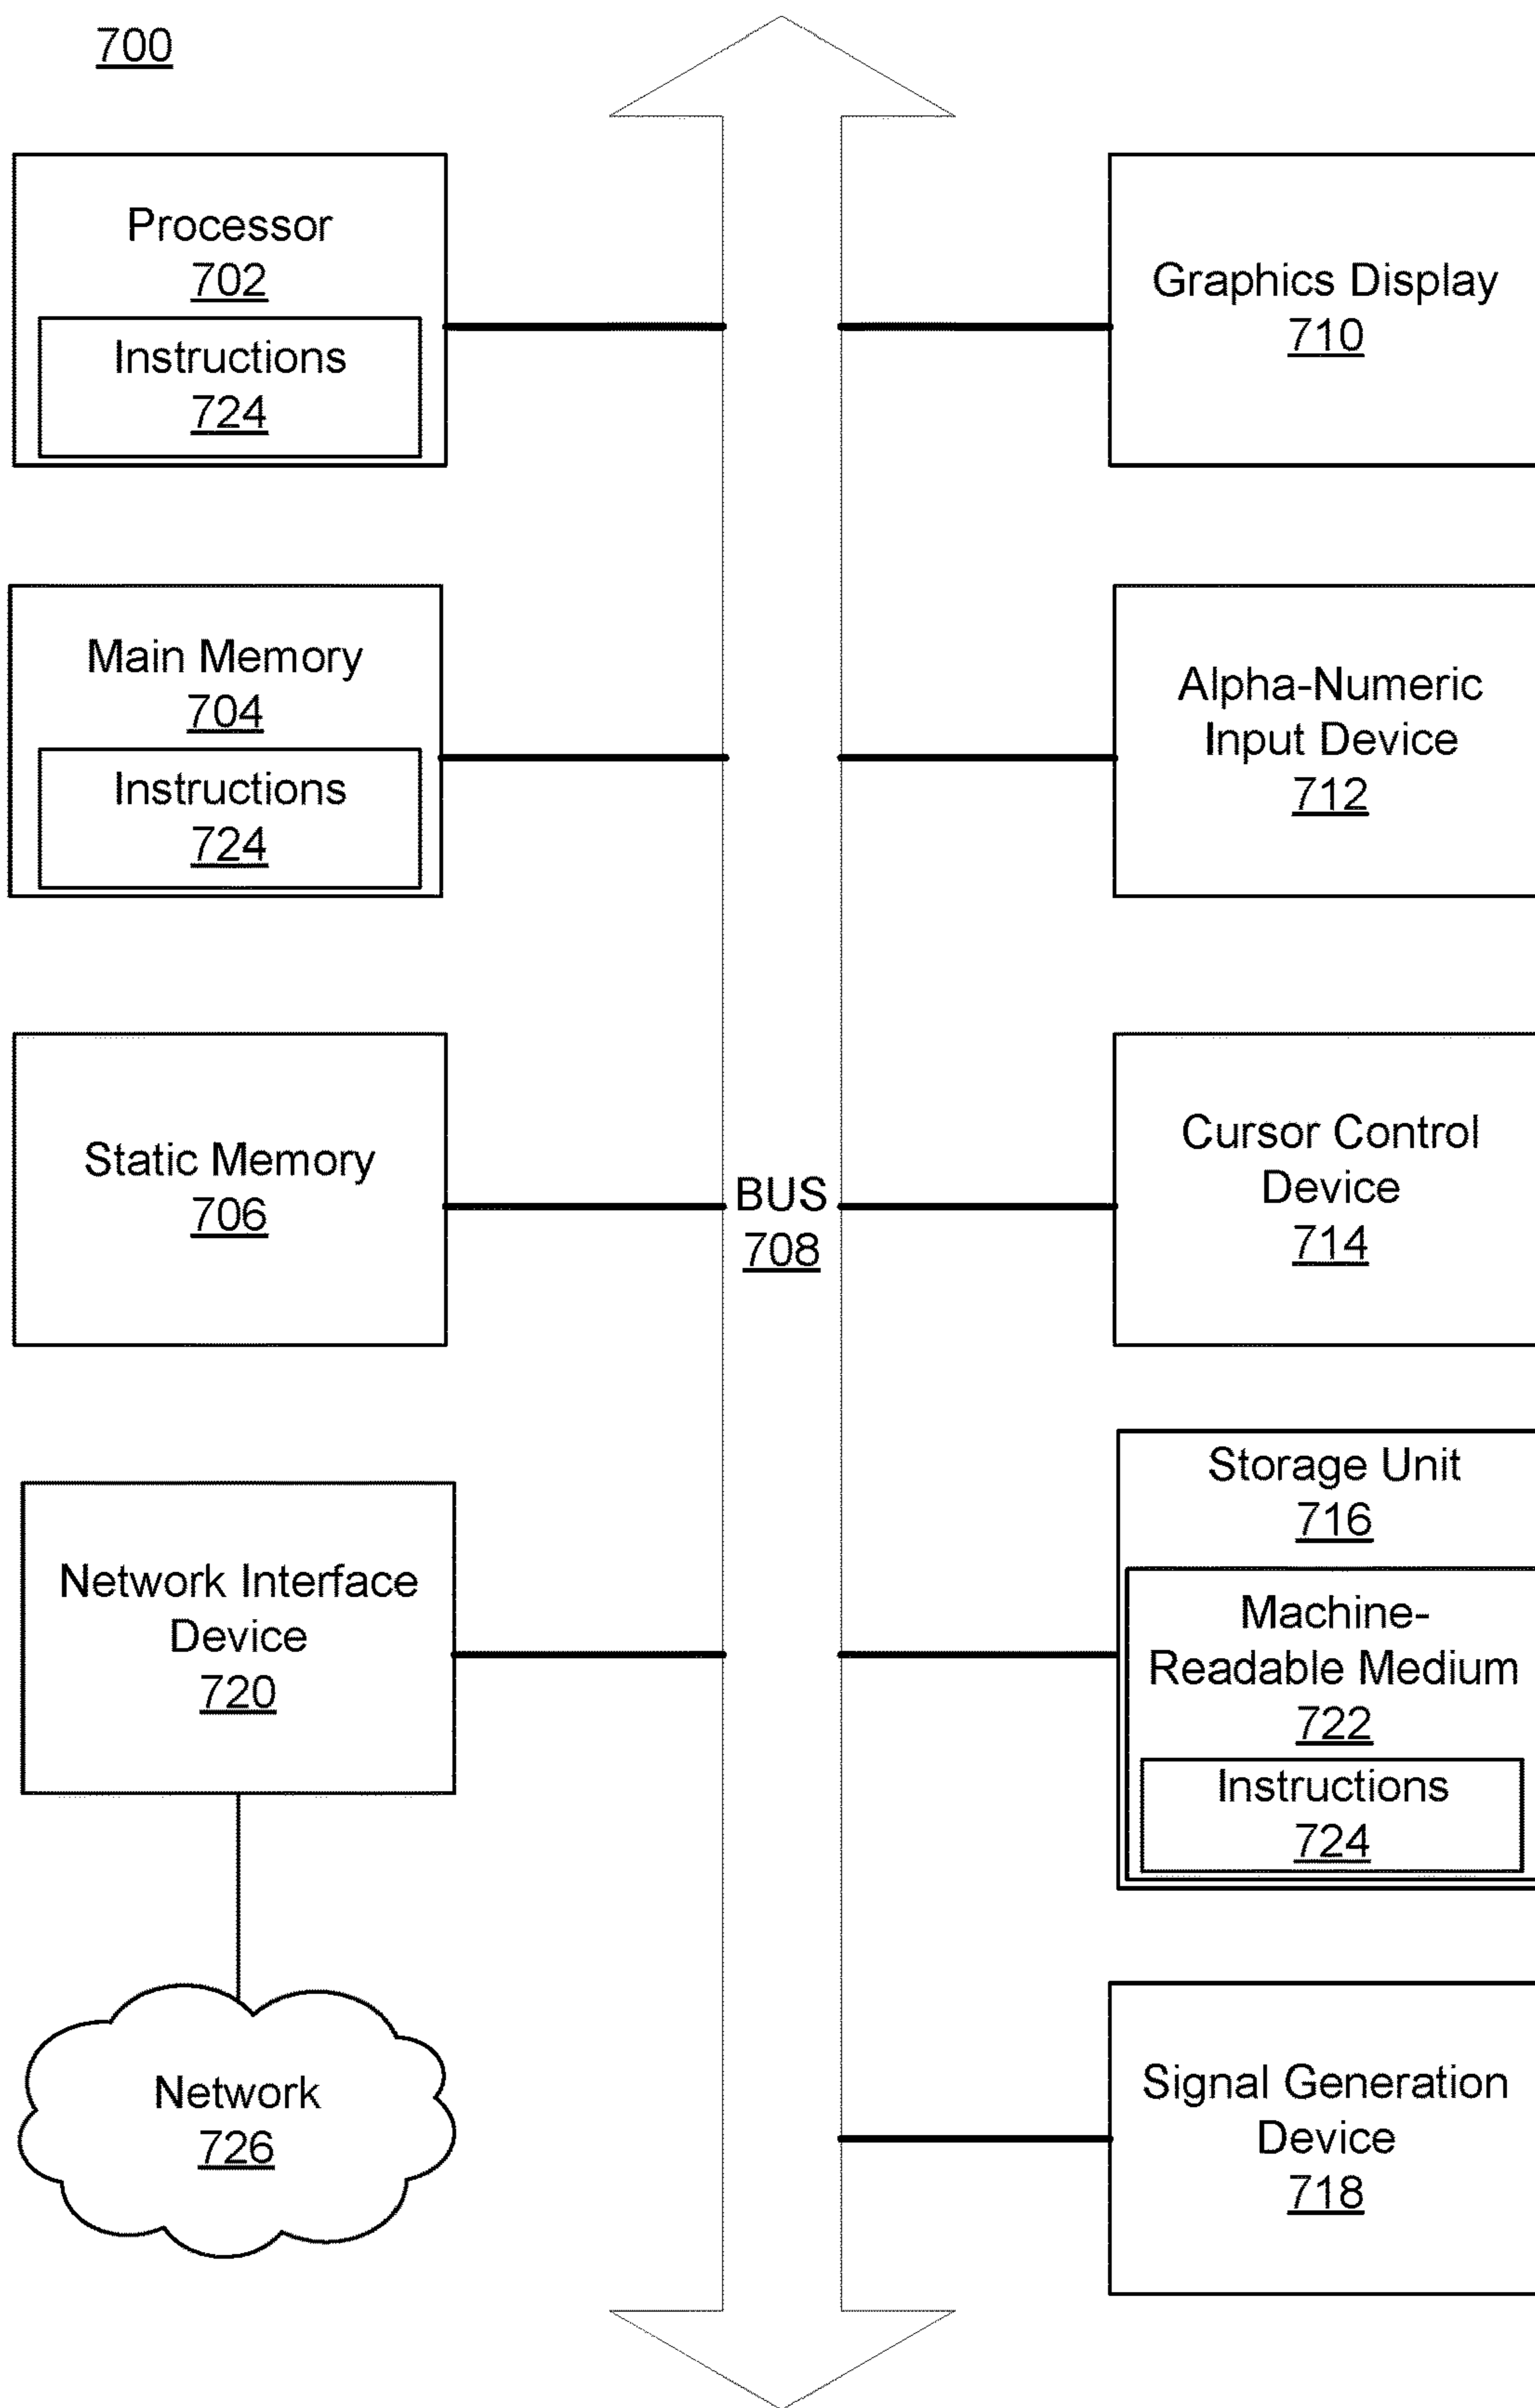 700
Processor
702
Instructions
724
Main Memory
704
Instructions
724
Static Memory
706
Network Interface
Device
720
Network
726
BUS
708
Graphics Display
710
Alpha-Numeric
Input Device
712
Cursor Control
Device
714
Storage Unit
716
Machine-
Readable Medium
722
Instructions
724
Signal Generation
Device
718